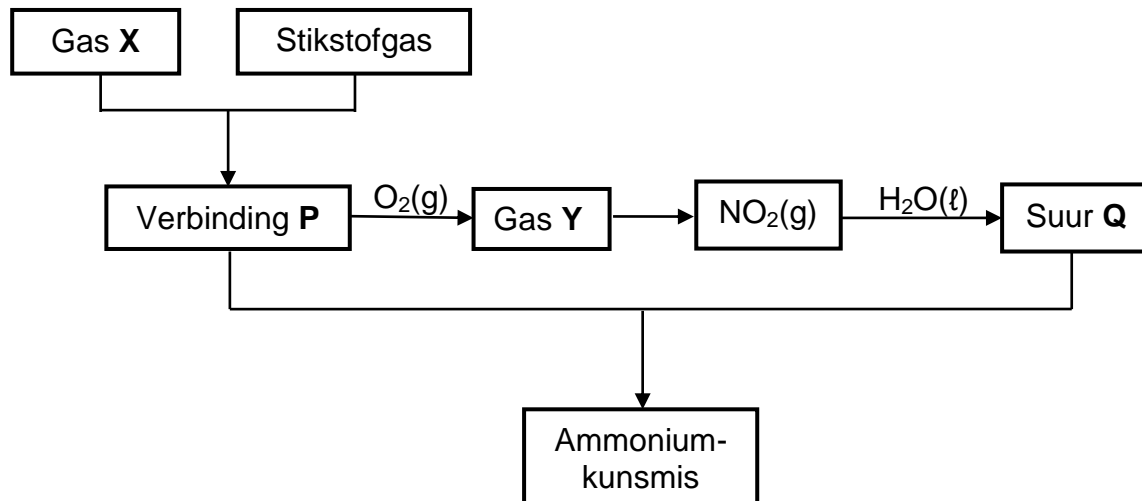 Gas X
Stikstofgas
Verbinding P
O₂(g)
Gas Y
NO₂(g)
H₂O(ℓ)
Suur Q
Ammonium-
kunsmis